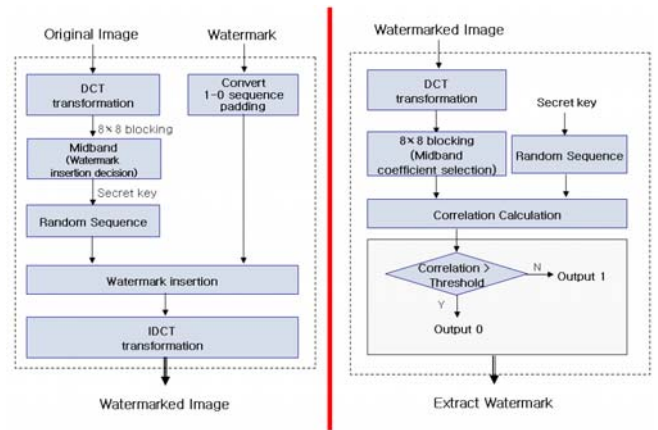 Original Image
Watermark
DCT
transformation
Convert
1-0 sequence
padding
8×8 blocking
Midband
(Watermark
insertion decision)
Secret key
Random Sequence
Watermark insertion
IDCT
transformation
Watermarked Image
Watermarked Image
DCT
transformation
Secret key
8×8 blocking
(Midband
coefficient selection)
Random Sequence
Correlation Calculation
Correlation >
Threshold
N
Output 1
Y
Output 0
Extract Watermark